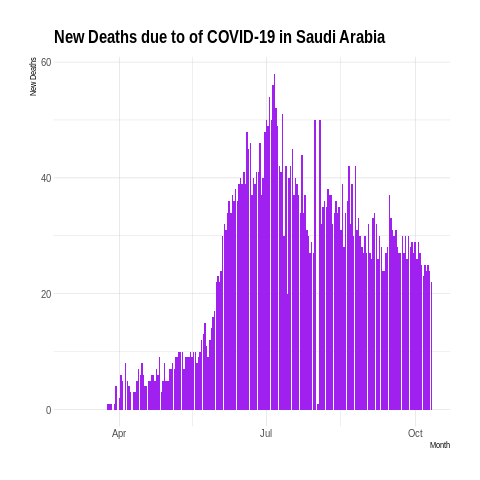 New Deaths due to of COVID-19 in Saudi Arabia
New Deaths
60
40
20
0
Apr
Jul
Oct
Month